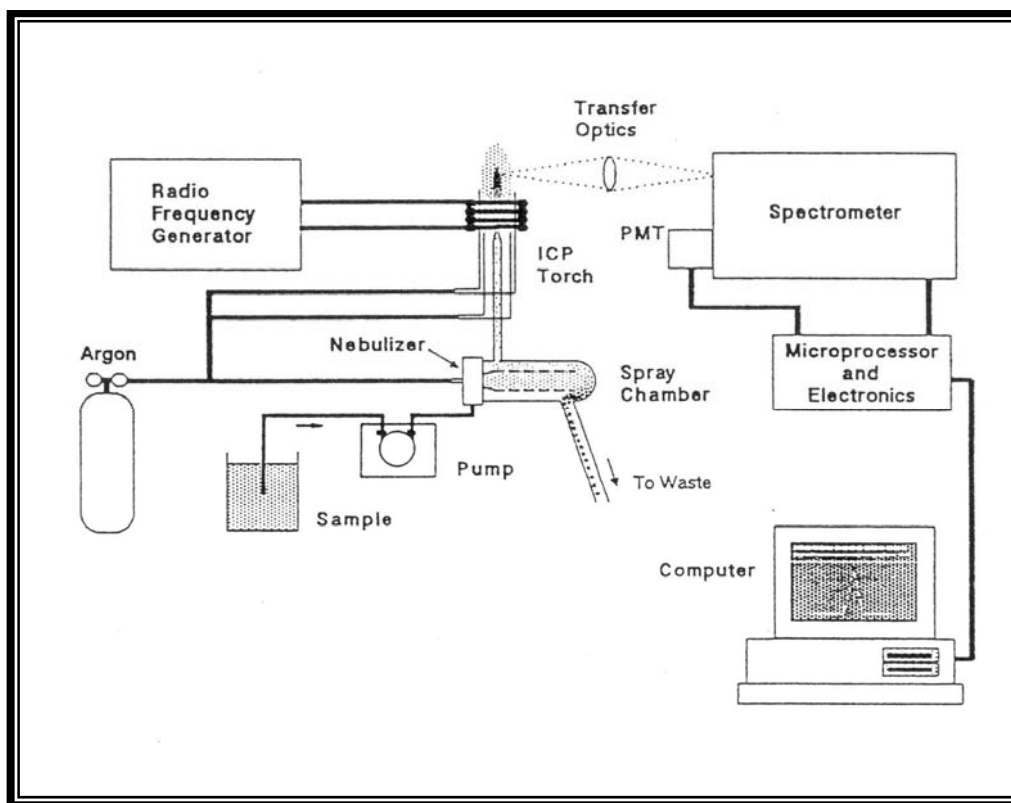 Transfer
Optics
Radio
Frequency
Generator
Spectrometer
PMT
ICP
Torch
Argon
Nebulizer
Microprocessor
and
Electronics
Spray
Chamber
Pump
To Waste
Sample
Computer